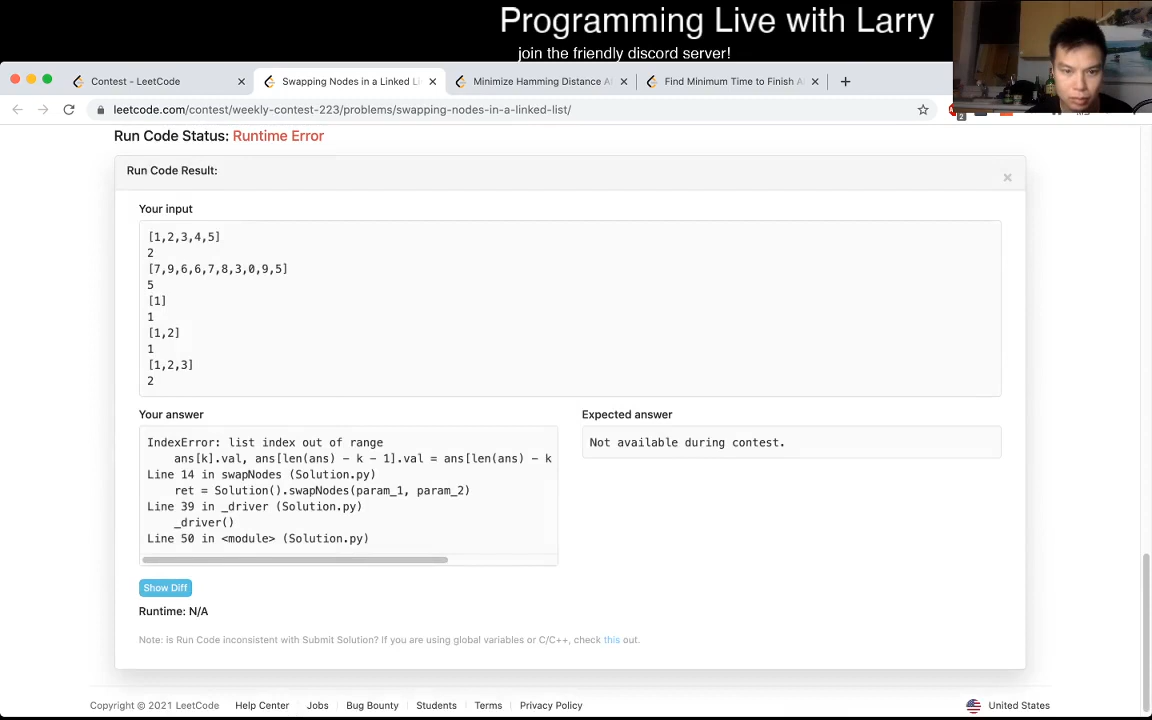 Programming Live with Larry
join the friendly discord server!
Contest - LeetCode
Swapping Nodes in a Linked Li
Minimize Hamming Distance A
Find Minimum Time to Finish A
leetcode.com/contest/weekly-contest-223/problems/swapping-nodes-in-a-linked-list/
2
Run Code Status: Runtime Error
Run Code Result:
Your input
[1,2,3,4,5]
2
[7,9,6,6,7,8,3,0,9,5]
5
[1]
1
[1,2]
1
[1,2,3]
2
Your answer
Expected answer
IndexError: list index out of range
ans[k].val, ans[len(ans) - k - 1].val = ans[len(ans) - k
Line 14 in swapNodes (Solution.py)
ret = Solution().swapNodes(param_1, param_2)
Line 39 in _driver (Solution.py)
_driver()
Line 50 in <module> (Solution.py)
Not available during contest.
Show Diff
Runtime: N/A
Note: is Run Code inconsistent with Submit Solution? If you are using global variables or C/C++, check this out.
Copyright © 2021 LeetCode Help Center Jobs Bug Bounty Students Terms Privacy Policy United States